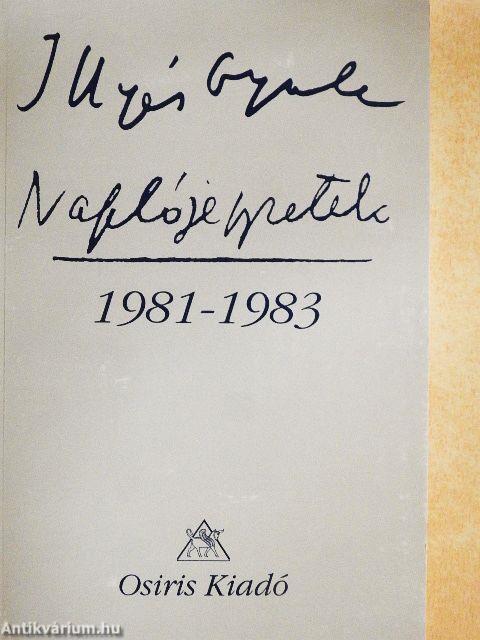 Illyés Gyula
Naplójegyzetek
1981-1983
Osiris Kiadó
Antikvárium.hu